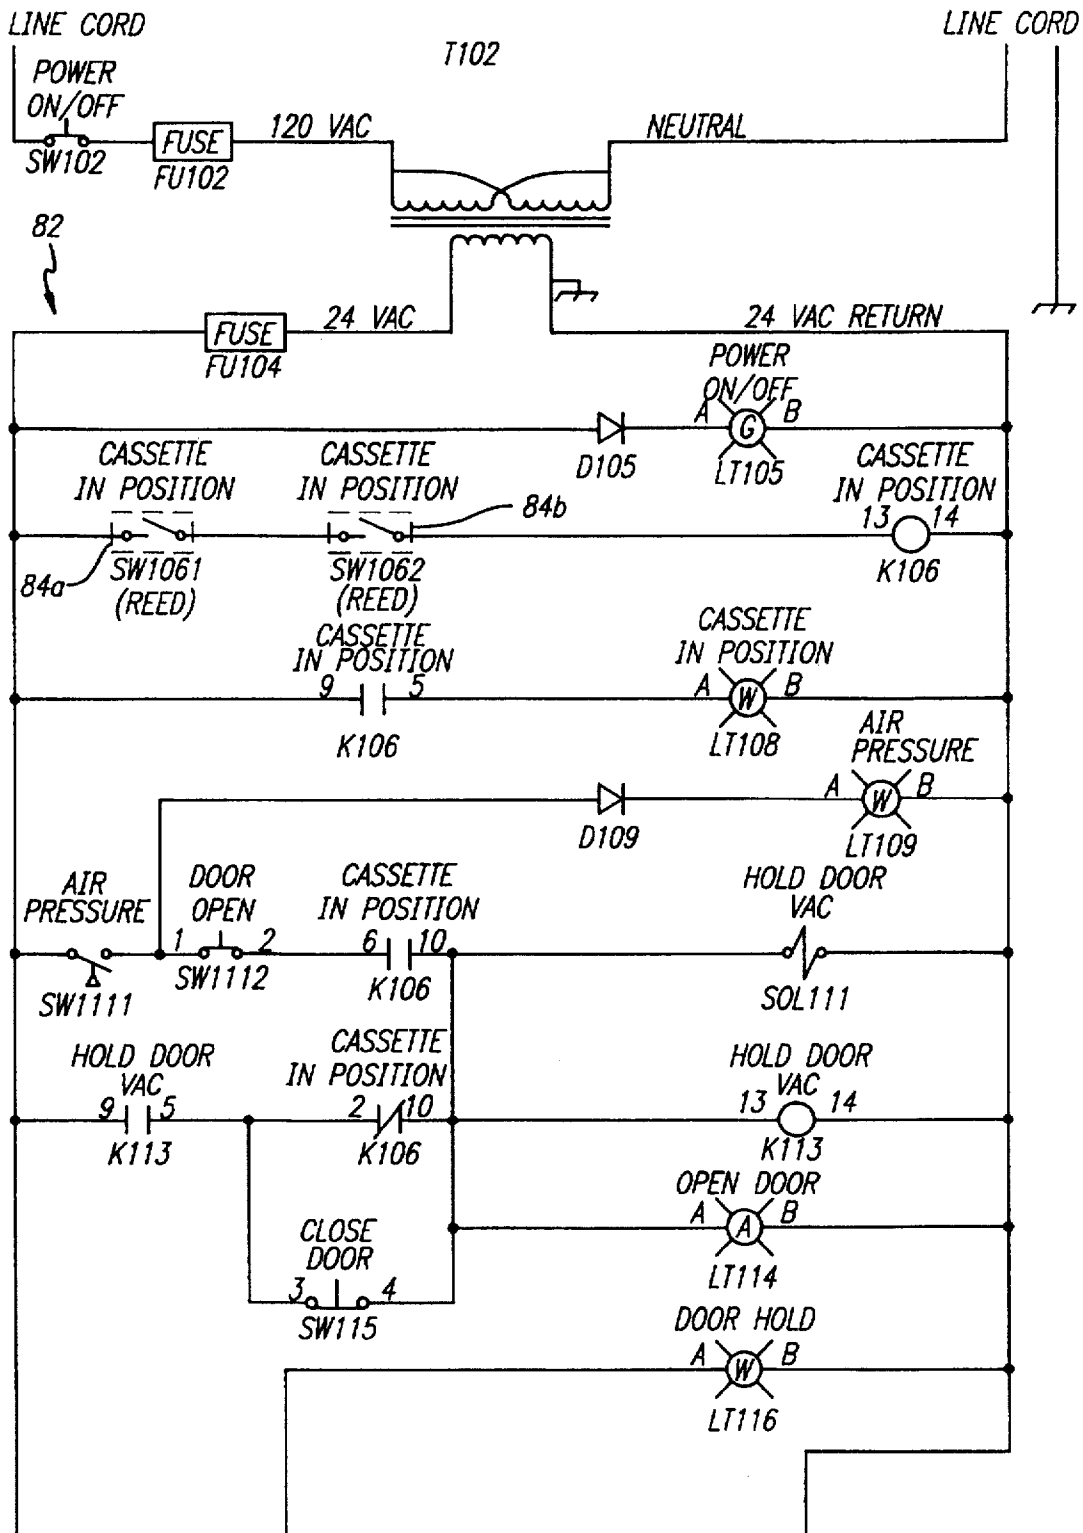 LINE CORD
LINE CORD
T102
POWER
ON/OFF
FUSE
120 VAC
NEUTRAL
SW102
FU102
82
FUSE
24 VAC
24 VAC RETURN
FU104
POWER
ON/OFF
A
G
B
D105
LT105
CASSETTE
IN POSITION
CASSETTE
IN POSITION
CASSETTE
IN POSITION
84b
13
14
84a
SW1061
(REED)
SW1062
(REED)
K106
CASSETTE
IN POSITION
CASSETTE
IN POSITION
9
5
A
W
B
K106
LT108
AIR
PRESSURE
A
W
B
D109
LT109
AIR
PRESSURE
DOOR
OPEN
CASSETTE
IN POSITION
HOLD DOOR
VAC
1
2
6
10
SW1111
SW1112
K106
SOL111
HOLD DOOR
VAC
CASSETTE
IN POSITION
HOLD DOOR
VAC
9
5
2
10
13
14
K113
K106
K113
OPEN DOOR
A
A
B
LT114
CLOSE
DOOR
3
4
SW115
DOOR HOLD
A
W
B
LT116